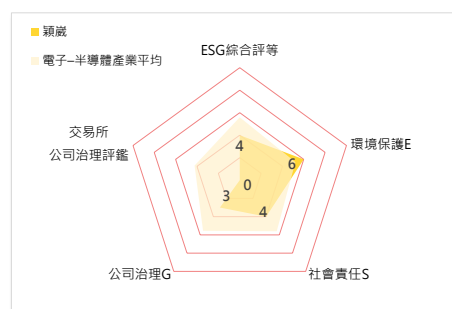 穎崴
電子–半導體產業平均
ESG綜合評等
交易所
公司治理評鑑
環境保護E
4
6
0
3
4
公司治理G
社會責任S